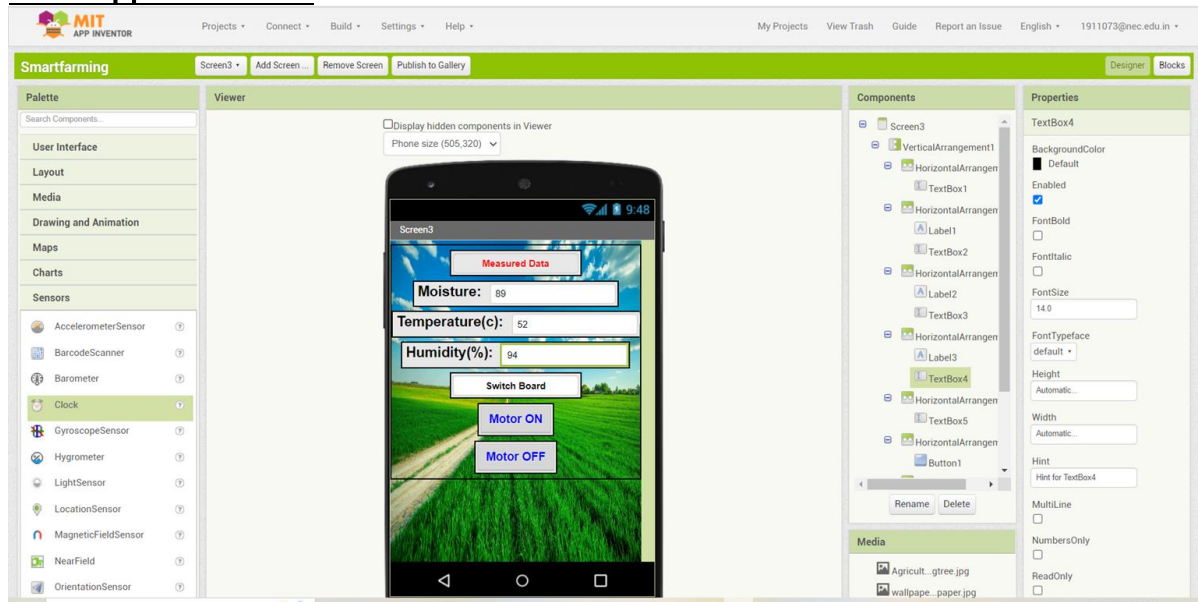 MIT
APP INVENTOR
Projects Connect Build Settings Help My Projects View Trash Guide Report an Issue English 1911073@nec.edu.in
Smartfarming Screen3 Add Screen ... Remove Screen Publish to Gallery Designer Blocks
Palette
Search Components...
User Interface
Layout
Media
Drawing and Animation
Maps
Charts
Sensors
AccelerometerSensor
BarcodeScanner
Barometer
Clock
GyroscopeSensor
Hygrometer
LightSensor
LocationSensor
MagneticFieldSensor
NearField
OrientationSensor
Viewer
Display hidden components in Viewer
Phone size (505,320)
9:48
Screen3
Measured Data
Moisture: 89
Temperature(c): 52
Humidity(%): 94
Switch Board
Motor ON
Motor OFF
Components
Screen3
VerticalArrangement1
HorizontalArrangem
TextBox1
HorizontalArrangem
Label1
TextBox2
HorizontalArrangem
Label2
TextBox3
HorizontalArrangem
Label3
TextBox4
HorizontalArrangem
TextBox5
HorizontalArrangem
Button1
Rename Delete
Media
Agricult...gtree.jpg
wallpape...paper.jpg
Properties
TextBox4
BackgroundColor
Default
Enabled
FontBold
FontItalic
FontSize
14.0
FontTypeface
default
Height
Automatic...
Width
Automatic...
Hint
Hint for TextBox4
MultiLine
NumbersOnly
ReadOnly